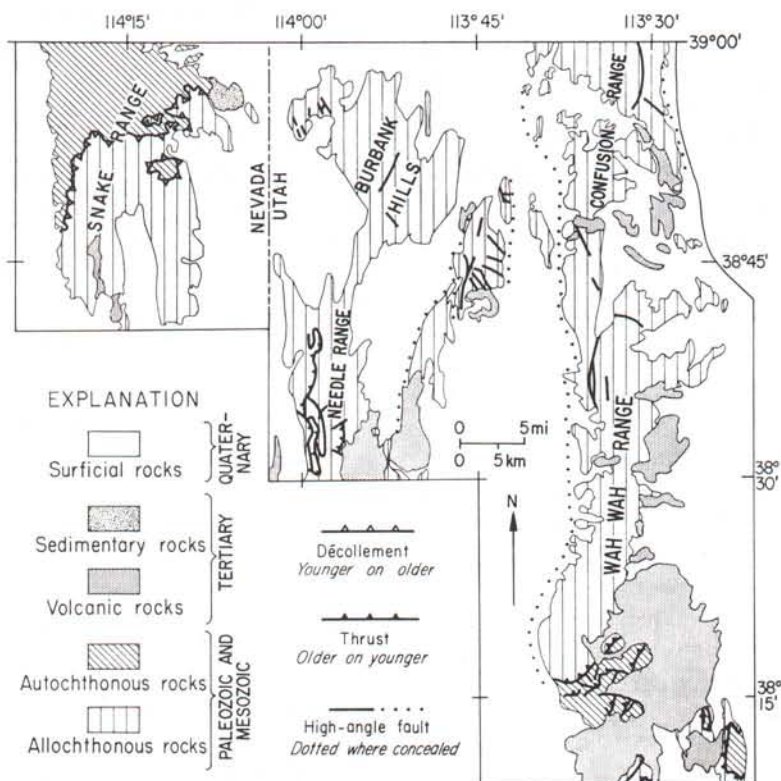 114°15'
114°00'
113°45'
113°30'
39°00'
SNAKE RANGE
NEVADA
UTAH
BURBANK
HILLS
CONFUSION RANGE
38°45'
NEEDLE RANGE
WAH WAH RANGE
0 5mi
0 5km
N
38°
30'
38°
15'
EXPLANATION
Surficial rocks
QUATER-
NARY
Sedimentary rocks
Volcanic rocks
TERTIARY
Autochthonous rocks
Allochthonous rocks
PALEOZOIC AND
MESOZOIC
Décollement
Younger on older
Thrust
Older on younger
High-angle fault
Dotted where concealed